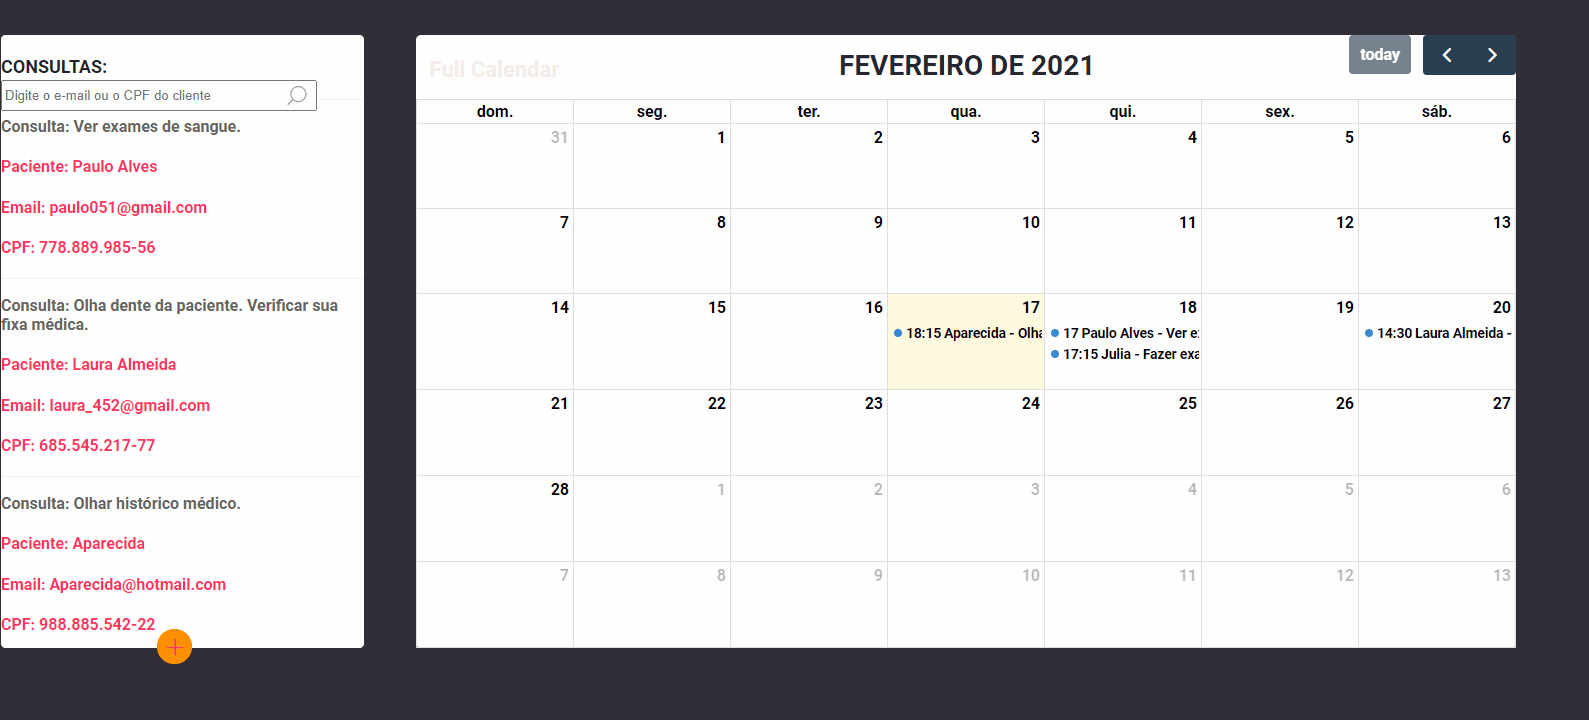 CONSULTAS:
Digite o e-mail ou o CPF do cliente
Consulta: Ver exames de sangue.
Paciente: Paulo Alves
Email: paulo051@gmail.com
CPF: 778.889.985-56
Consulta: Olha dente da paciente. Verificar sua
fixa médica.
Paciente: Laura Almeida
Email: laura_452@gmail.com
CPF: 685.545.217-77
Consulta: Olhar histórico médico.
Paciente: Aparecida
Email: Aparecida@hotmail.com
CPF: 988.885.542-22
Full Calendar
FEVEREIRO DE 2021
today
dom. seg. ter. qua. qui. sex. sáb.
31 1 2 3 4 5 6
7 8 9 10 11 12 13
14 15 16 17 18 19 20
18:15 Aparecida - Olha
17 Paulo Alves - Ver e
17:15 Julia - Fazer exa
14:30 Laura Almeida -
21 22 23 24 25 26 27
28 1 2 3 4 5 6
7 8 9 10 11 12 13